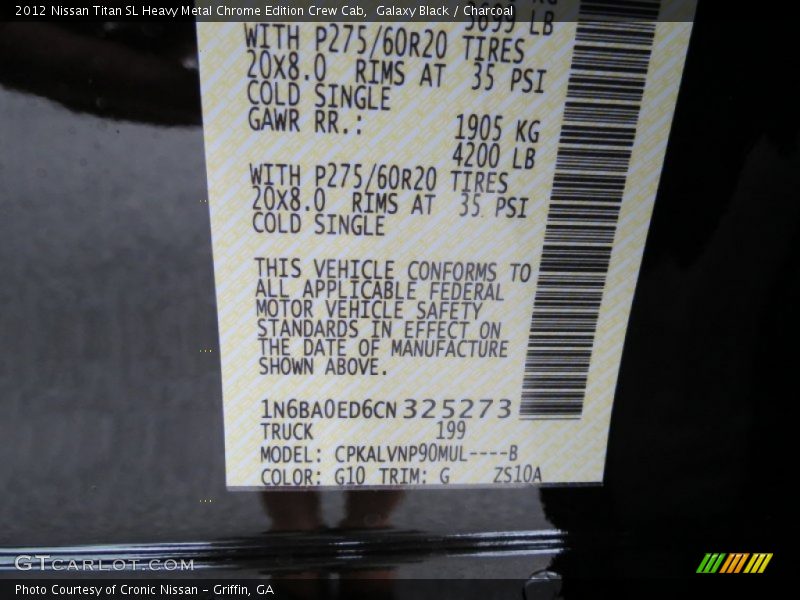 2012 Nissan Titan SL Heavy Metal Chrome Edition Crew Cab,  Galaxy Black / Charcoal
3699 LB
WITH P275/60R20 TIRES
20X8.0 RIMS AT 35 PSI
COLD SINGLE
GAWR RR.: 1905 KG
4200 LB
WITH P275/60R20 TIRES
20X8.0 RIMS AT 35 PSI
COLD SINGLE
THIS VEHICLE CONFORMS TO
ALL APPLICABLE FEDERAL
MOTOR VEHICLE SAFETY
STANDARDS IN EFFECT ON
THE DATE OF MANUFACTURE
SHOWN ABOVE.
1N6BA0ED6CN325273
TRUCK 199
MODEL: CPKALVNP90MUL----B
COLOR: G10 TRIM: G ZS10A
GTCARLOT.COM
Photo Courtesy of Cronic Nissan – Griffin, GA